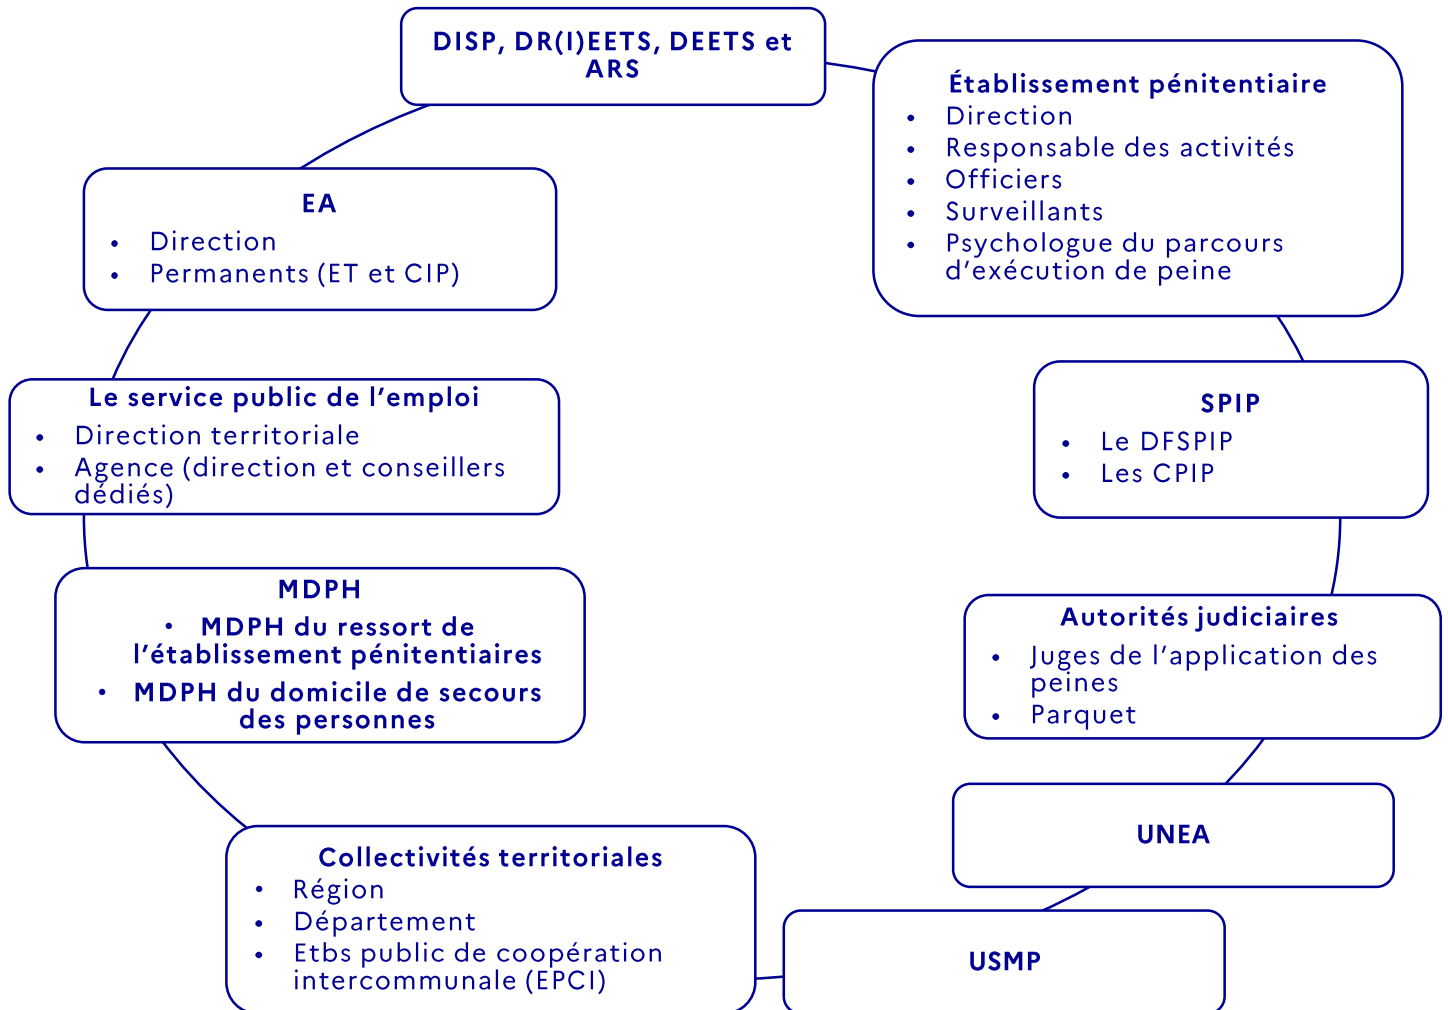 DISP, DR(I)EETS, DEETS et
ARS
Établissement pénitentiaire
• Direction
• Responsable des activités
• Officiers
• Surveillants
• Psychologue du parcours
d’exécution de peine
SPIP
• Le DFSPIP
• Les CPIP
Autorités judiciaires
• Juges de l’application des
peines
• Parquet
UNEA
USMP
Collectivités territoriales
• Région
• Département
• Etbs public de coopération
intercommunale (EPCI)
MDPH
• MDPH du ressort de
l’établissement pénitentiaires
• MDPH du domicile de secours
des personnes
Le service public de l’emploi
• Direction territoriale
• Agence (direction et conseillers
dédiés)
EA
• Direction
• Permanents (ET et CIP)